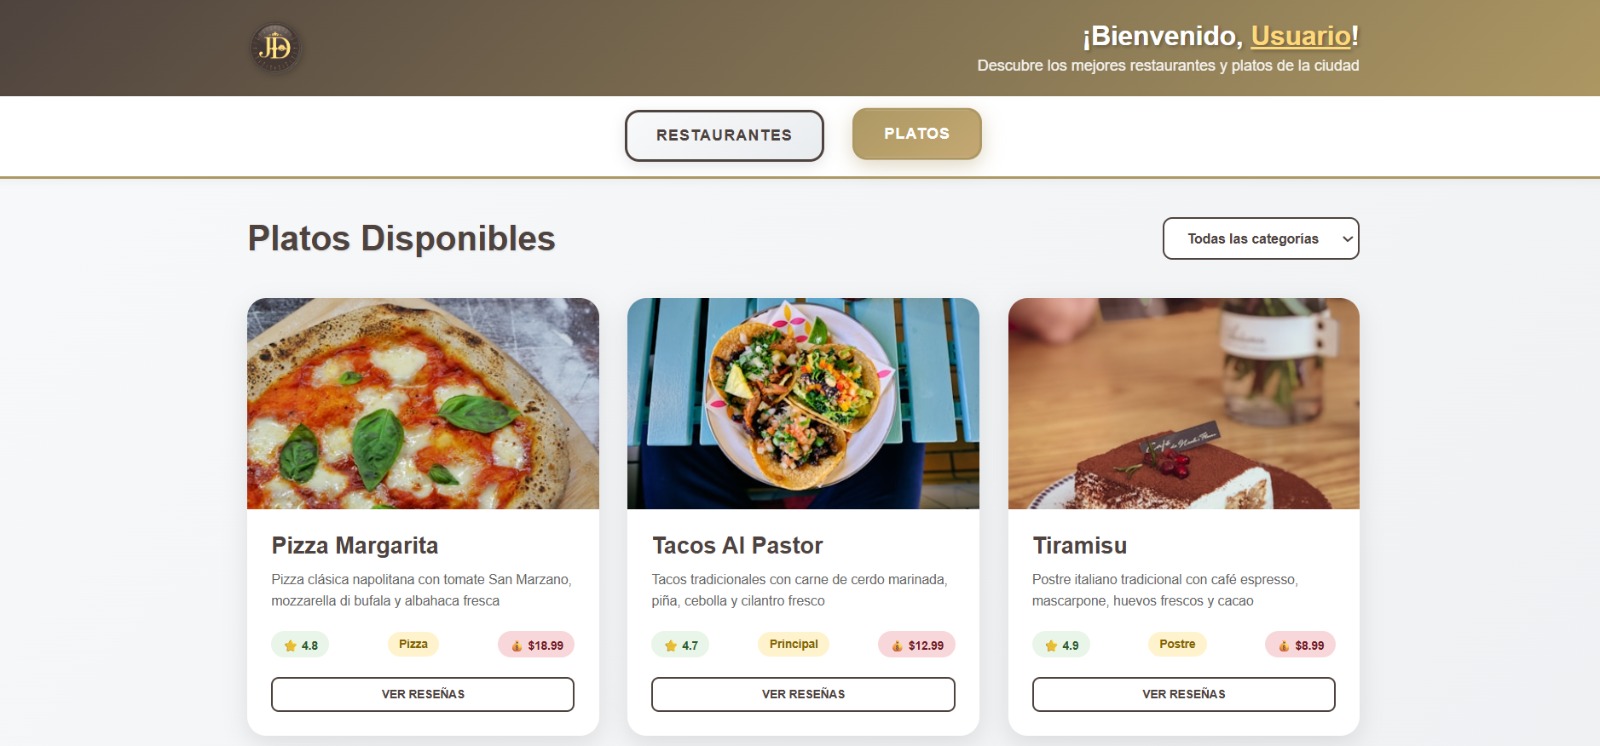 JD
¡Bienvenido, Usuario!
Descubre los mejores restaurantes y platos de la ciudad
RESTAURANTES
PLATOS
Platos Disponibles
Todas las categorías
Pizza Margarita
Pizza clásica napolitana con tomate San Marzano,
mozzarella di bufala y albahaca fresca
4.8
Pizza
$18.99
VER RESEÑAS
Tacos Al Pastor
Tacos tradicionales con carne de cerdo marinada,
piña, cebolla y cilantro fresco
4.7
Principal
$12.99
VER RESEÑAS
Café
Tiramisu
Postre italiano tradicional con café espresso,
mascarpone, huevos frescos y cacao
4.9
Postre
$8.99
VER RESEÑAS